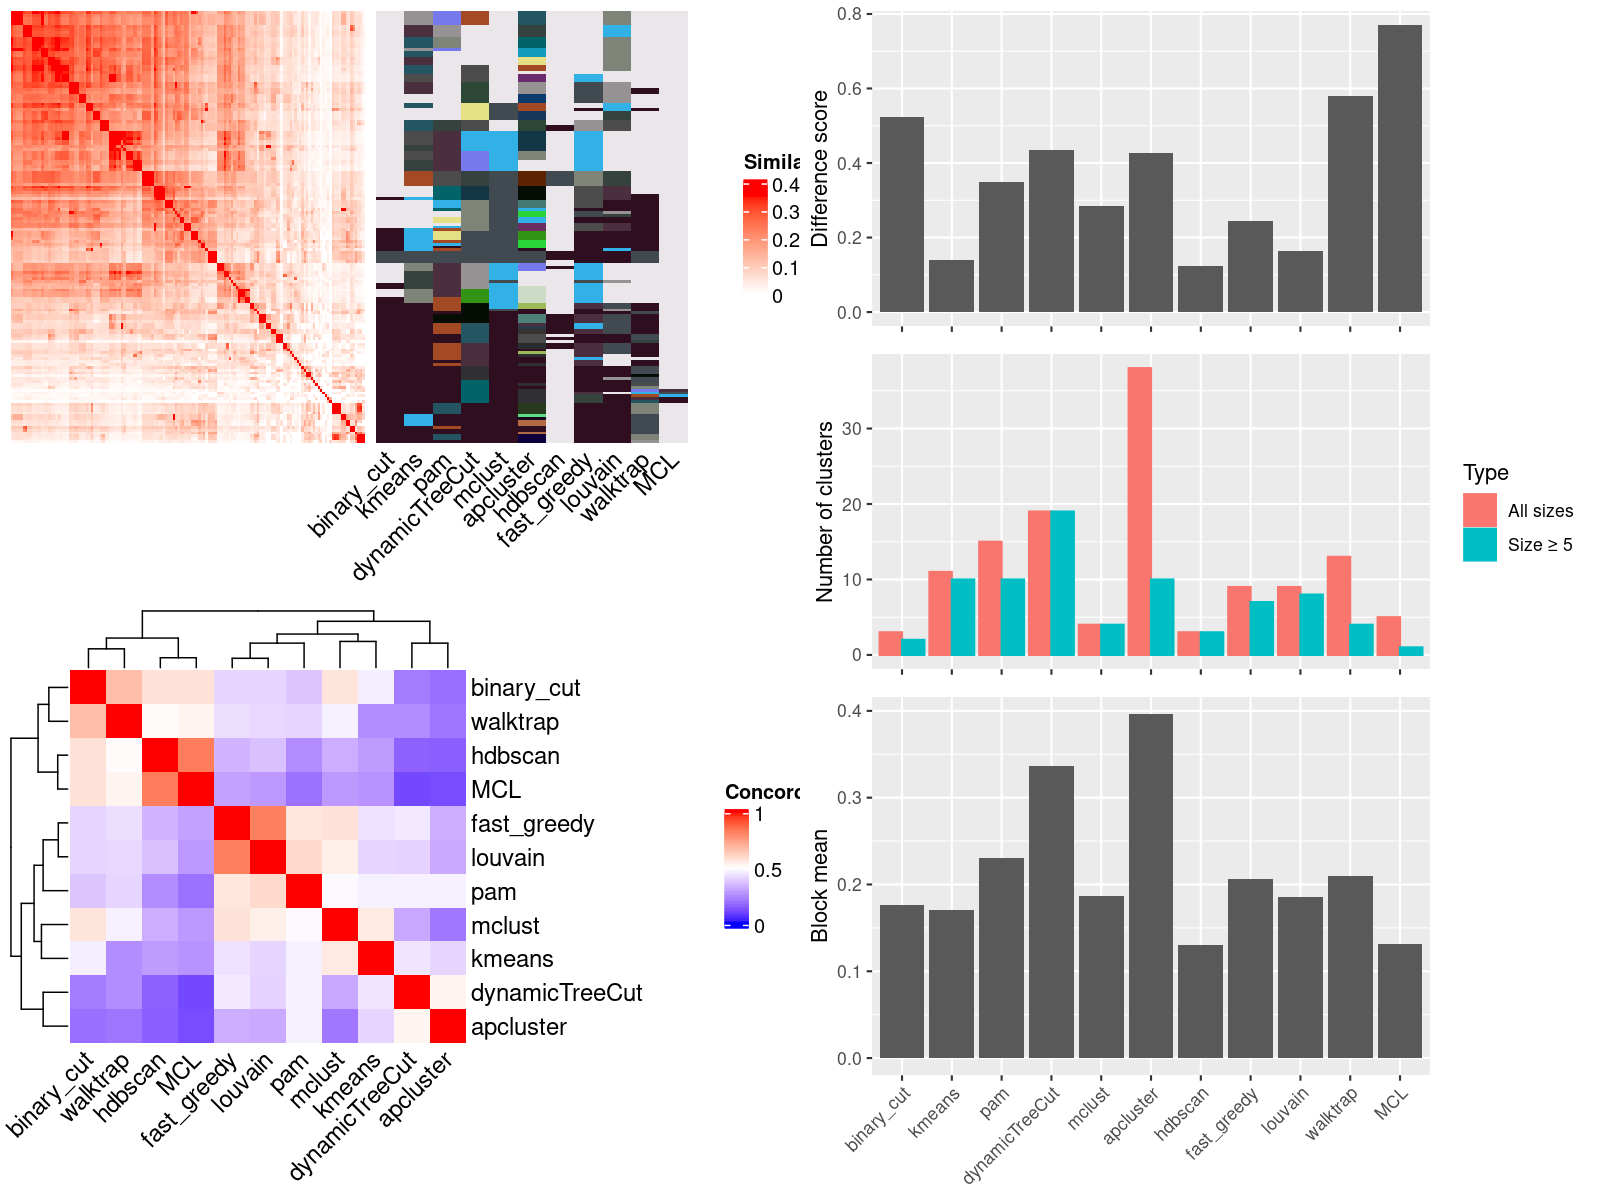 Simila
0.4
0.3
0.2
0.1
0
binary_cut
kmeans
pam
dynamicTreeCut
mclust
apcluster
hdbscan
fast_greedy
louvain
walktrap
MCL
binary_cut
walktrap
hdbscan
MCL
fast_greedy
louvain
pam
mclust
kmeans
dynamicTreeCut
apcluster
binary_cut
walktrap
hdbscan
MCL
fast_greedy
louvain
pam
mclust
kmeans
dynamicTreeCut
apcluster
Concord
1
0.5
0
Difference score
0.8
0.6
0.4
0.2
0.0
Number of clusters
30
20
10
0
Type
All sizes
Size ≥ 5
Block mean
0.4
0.3
0.2
0.1
0.0
binary_cut
kmeans
pam
dynamicTreeCut
mclust
apcluster
hdbscan
fast_greedy
louvain
walktrap
MCL